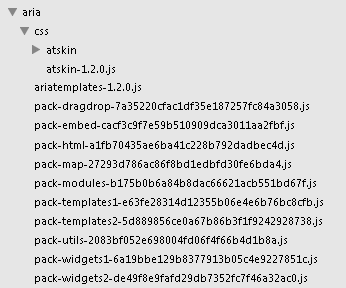 aria
css
atskin
atskin-1.2.0.js
ariatemplates-1.2.0.js
pack-dragdrop-7a35220cfac1df35e187257fc84a3058.js
pack-embed-cacf3c9f7e59b510909dca3011aa2fbf.js
pack-html-a1fb70435ae6ba41c228b792dadbec4d.js
pack-map-27293d786ac86f8bd1edbfd30fe6bda4.js
pack-modules-b175b0b6a84b8dac66621acb551bd67f.js
pack-templates1-e63fe28314d12355b06e4e6b76bc8cfb.js
pack-templates2-5d889856ce0a67b86b3f1f9242928738.js
pack-utils-2083bf052e698004fd06f4f66b4d1b8a.js
pack-widgets1-6a19bbe129b8377913b05c4e9227851c.js
pack-widgets2-de49f8e9fafd29db7352fc7f46a32ac0.js